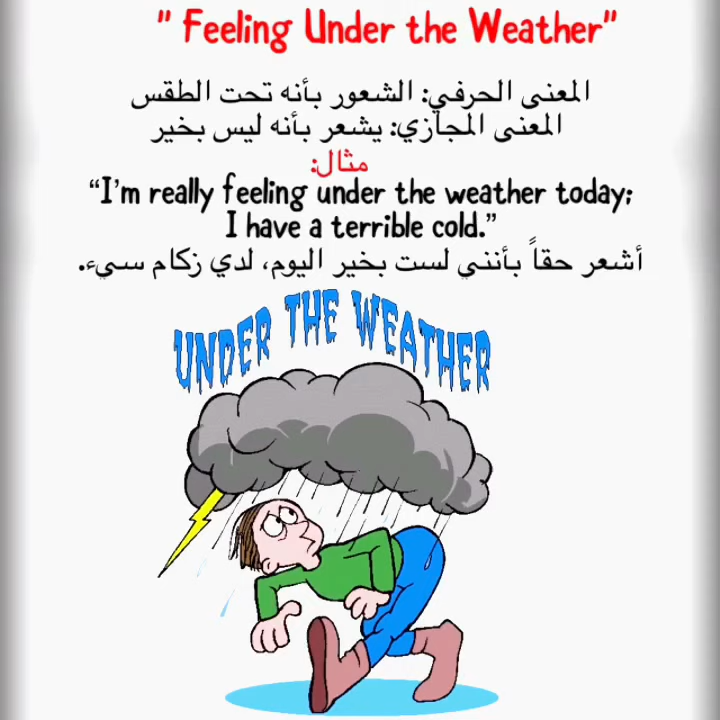 " Feeling Under the Weather"
المعنى الحرفي: الشعور بأنه تحت الطقس
المعنى المجازي: يشعر بأنه ليس بخير
مثال:
“I’m really feeling under the weather today;
I have a terrible cold.”
أشعر حقاً بأنني لست بخير اليوم، لدي زكام سيء.
UNDER THE WEATHER